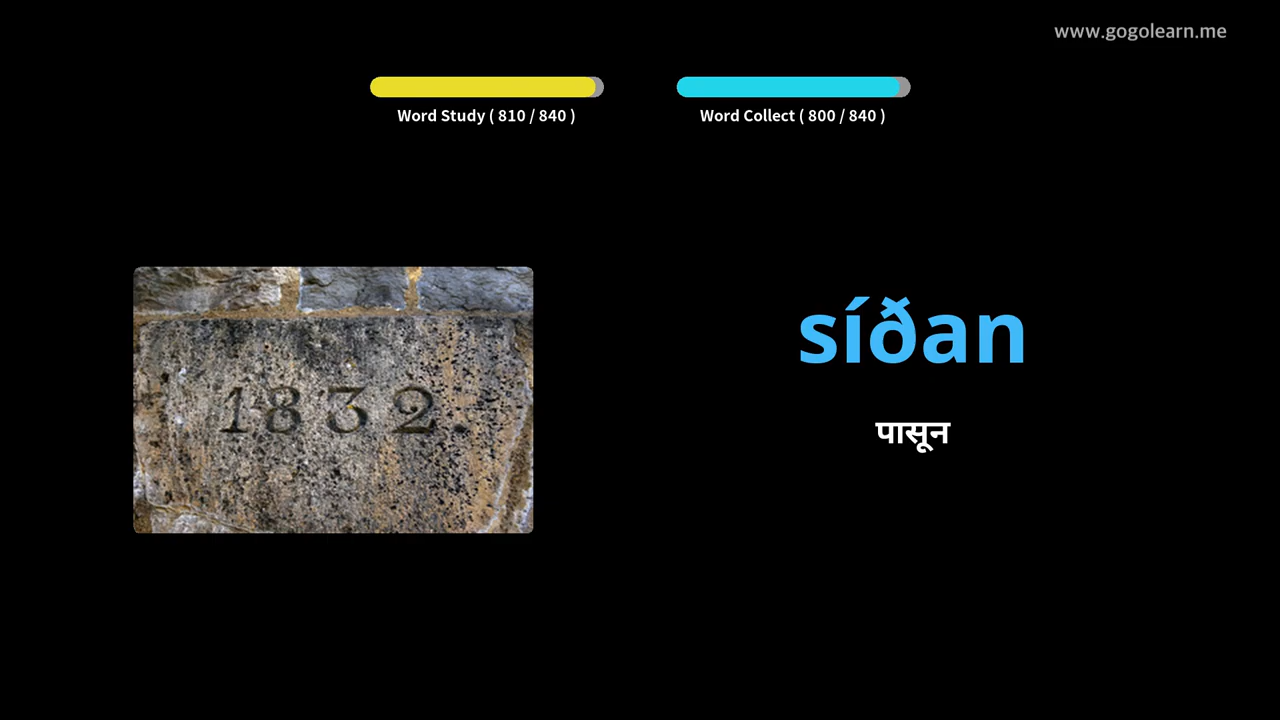 www.gogolearn.me
Word Study ( 810 / 840 )
Word Collect ( 800 / 840 )
1832.
síðan
पासून